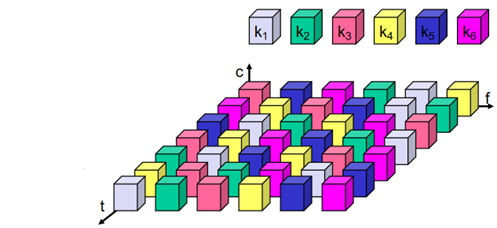 k₁ k₂ k₃ k₄ k₅ k₆
c
f
t